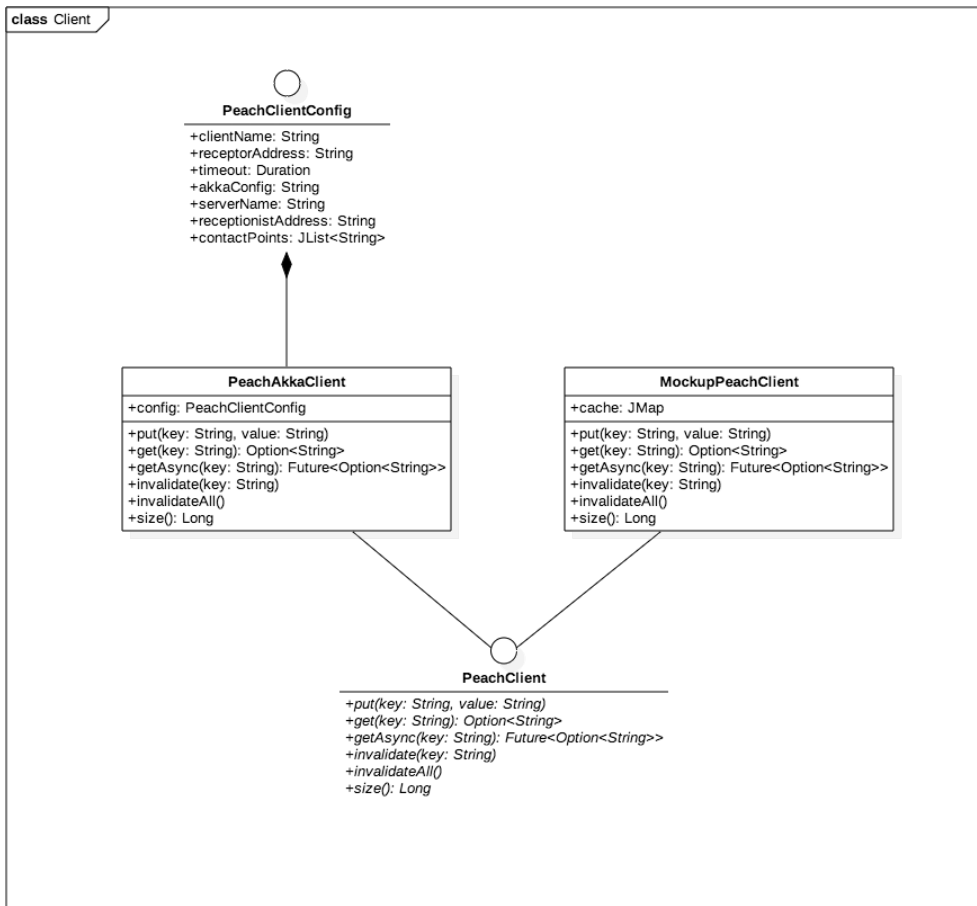 class Client
PeachClientConfig
+clientName: String
+receptorAddress: String
+timeout: Duration
+akkaConfig: String
+serverName: String
+receptionistAddress: String
+contactPoints: JList<String>
PeachAkkaClient
+config: PeachClientConfig
+put(key: String, value: String)
+get(key: String): Option<String>
+getAsync(key: String): Future<Option<String>>
+invalidate(key: String)
+invalidateAll()
+size(): Long
MockupPeachClient
+cache: JMap
+put(key: String, value: String)
+get(key: String): Option<String>
+getAsync(key: String): Future<Option<String>>
+invalidate(key: String)
+invalidateAll()
+size(): Long
PeachClient
+put(key: String, value: String)
+get(key: String): Option<String>
+getAsync(key: String): Future<Option<String>>
+invalidate(key: String)
+invalidateAll()
+size(): Long